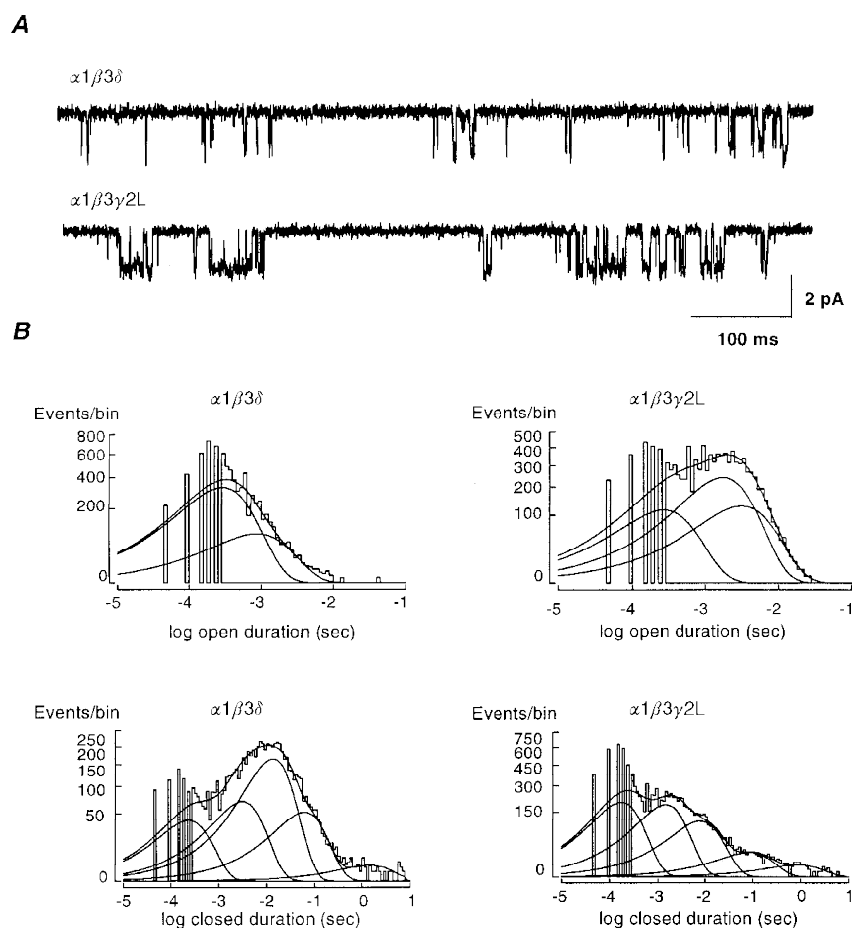 A
α1β3δ
α1β3γ2L
2 pA
100 ms
B
α1β3δ
Events/bin
800
600
400
200
0
-5 -4 -3 -2 -1
log open duration (sec)
α1β3γ2L
Events/bin
500
400
300
200
100
0
-5 -4 -3 -2 -1
log open duration (sec)
α1β3δ
Events/bin
250
200
150
100
50
0
-5 -4 -3 -2 -1 0 1
log closed duration (sec)
α1β3γ2L
Events/bin
750
600
450
300
150
0
-5 -4 -3 -2 -1 0 1
log closed duration (sec)